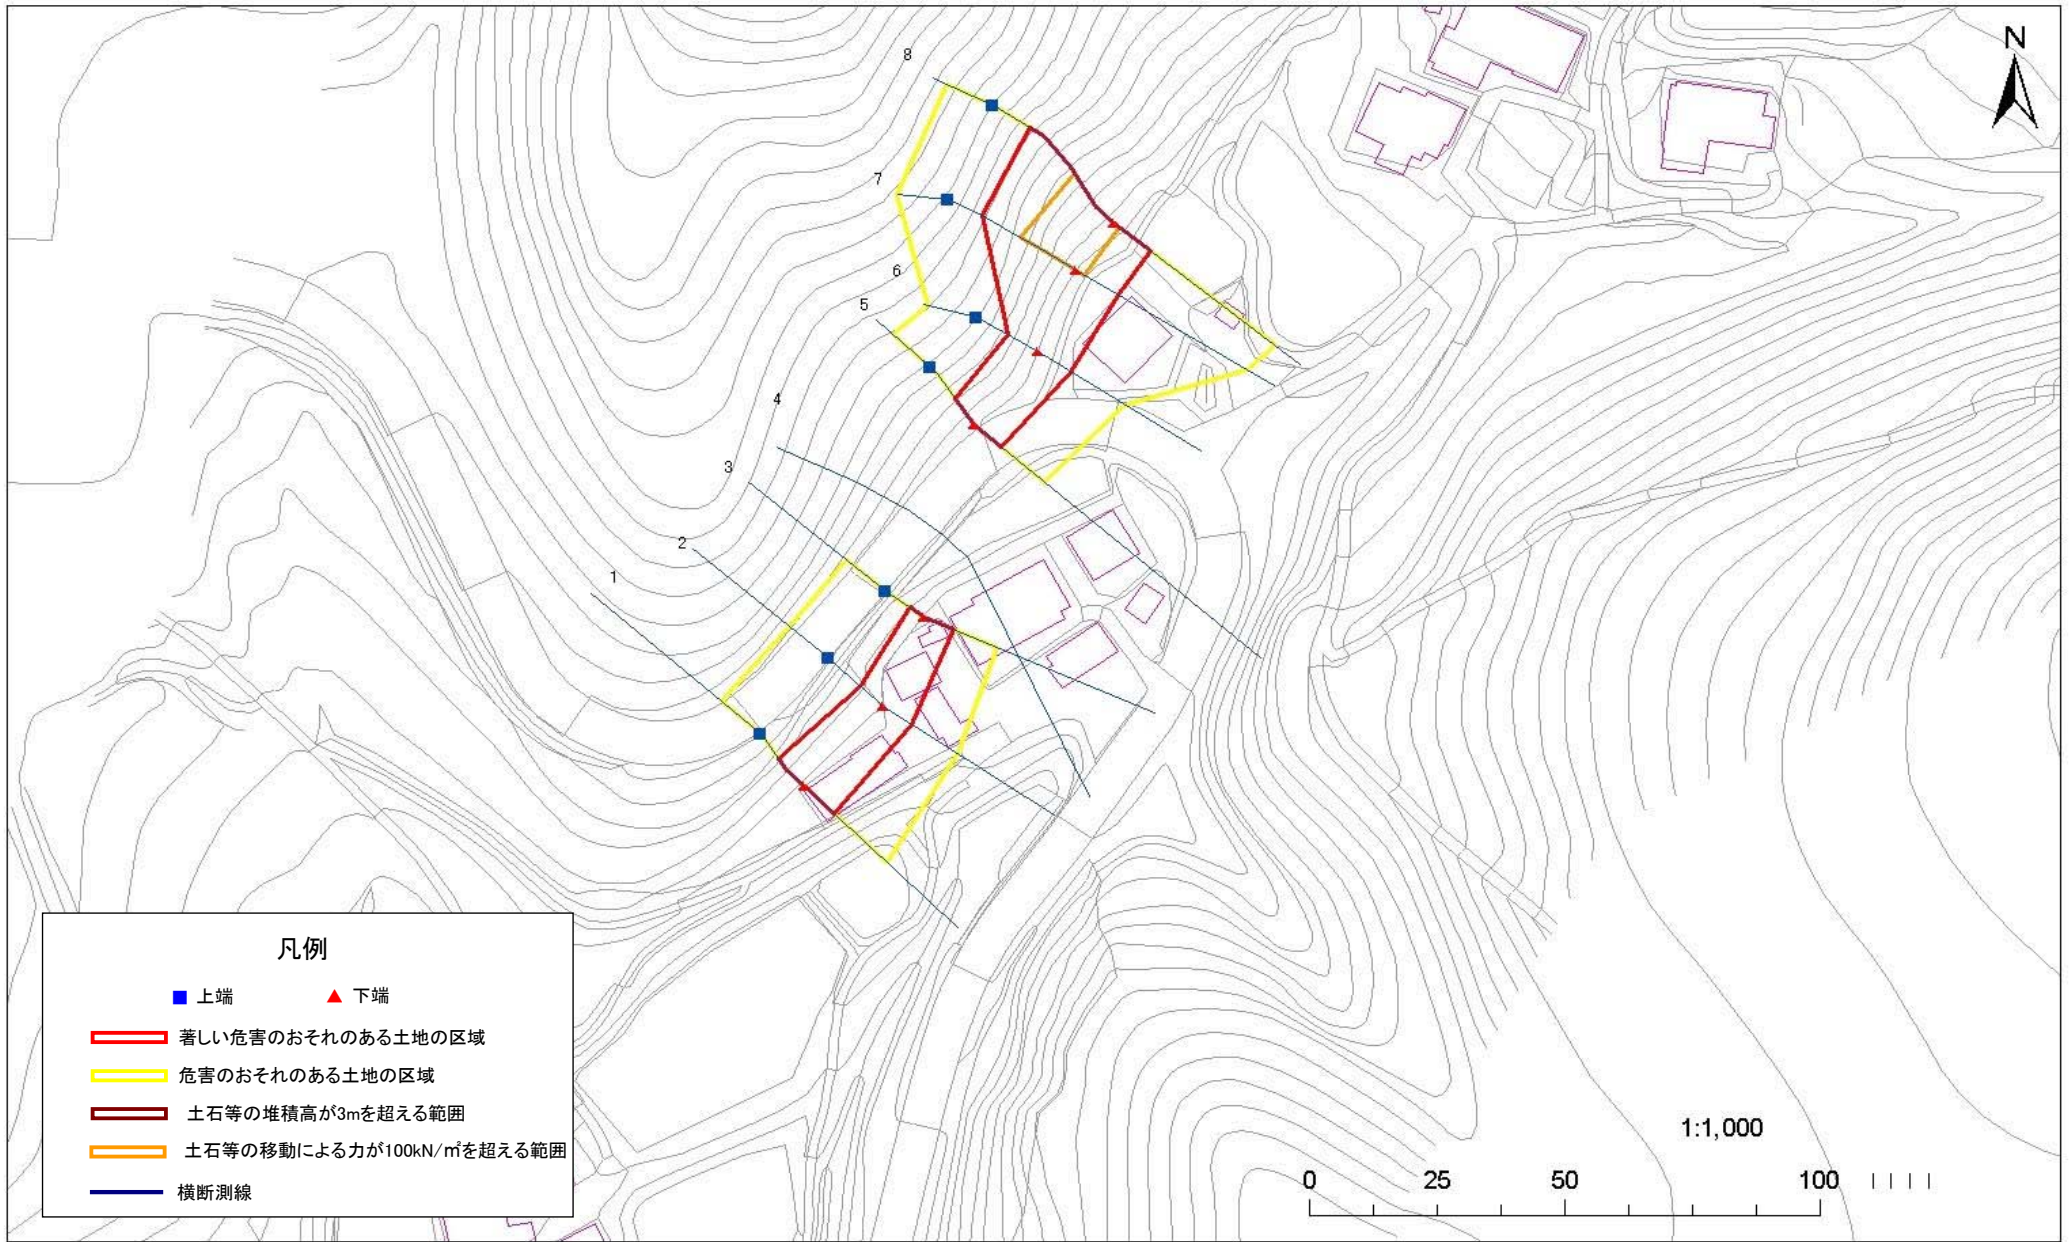 8
N
7
6
5
4
3
2
1
凡例
上端 下端
著しい危害のおそれのある土地の区域
危害のおそれのある土地の区域
土石等の堆積高が3mを超える範囲
土石等の移動による力が100kN/㎡を超える範囲
横断測線
1:1,000
0 25 50 100